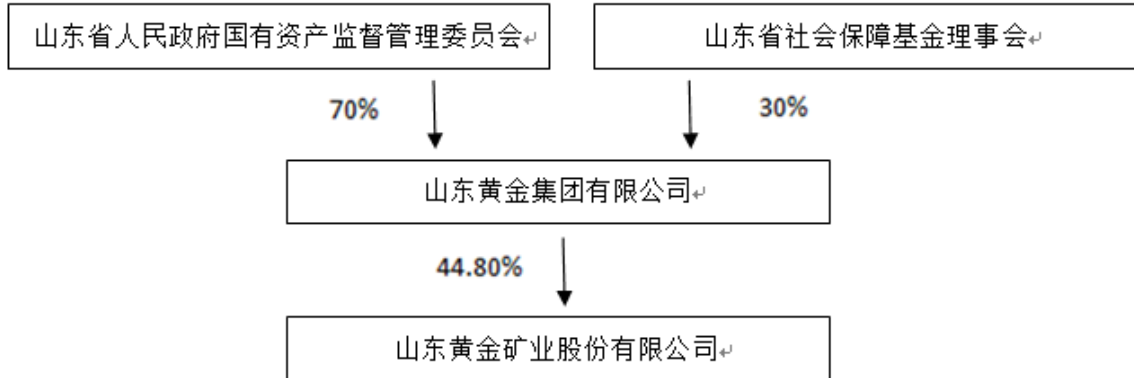 山东省人民政府国有资产监督管理委员会↵
山东省社会保障基金理事会↵
70%
30%
山东黄金集团有限公司↵
44.80%
山东黄金矿业股份有限公司↵